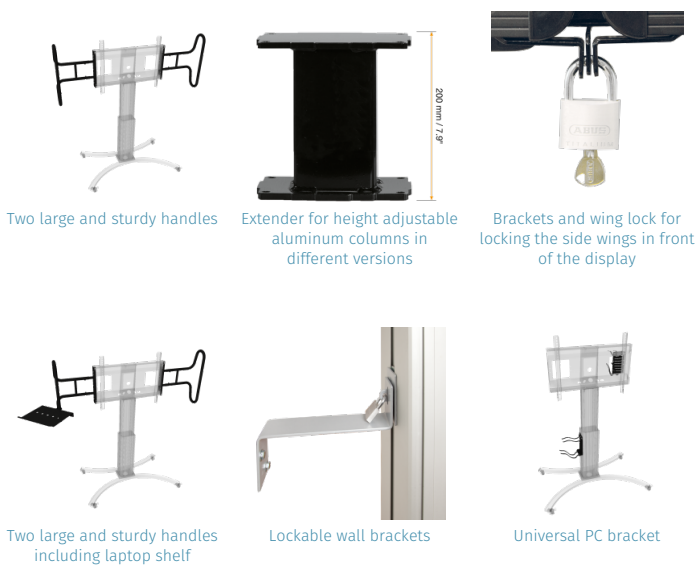 200 mm / 7.9"
ABUS
TITALIUM
Two large and sturdy handles
Extender for height adjustable
aluminum columns in
different versions
Brackets and wing lock for
locking the side wings in front
of the display
Two large and sturdy handles
including laptop shelf
Lockable wall brackets
Universal PC bracket